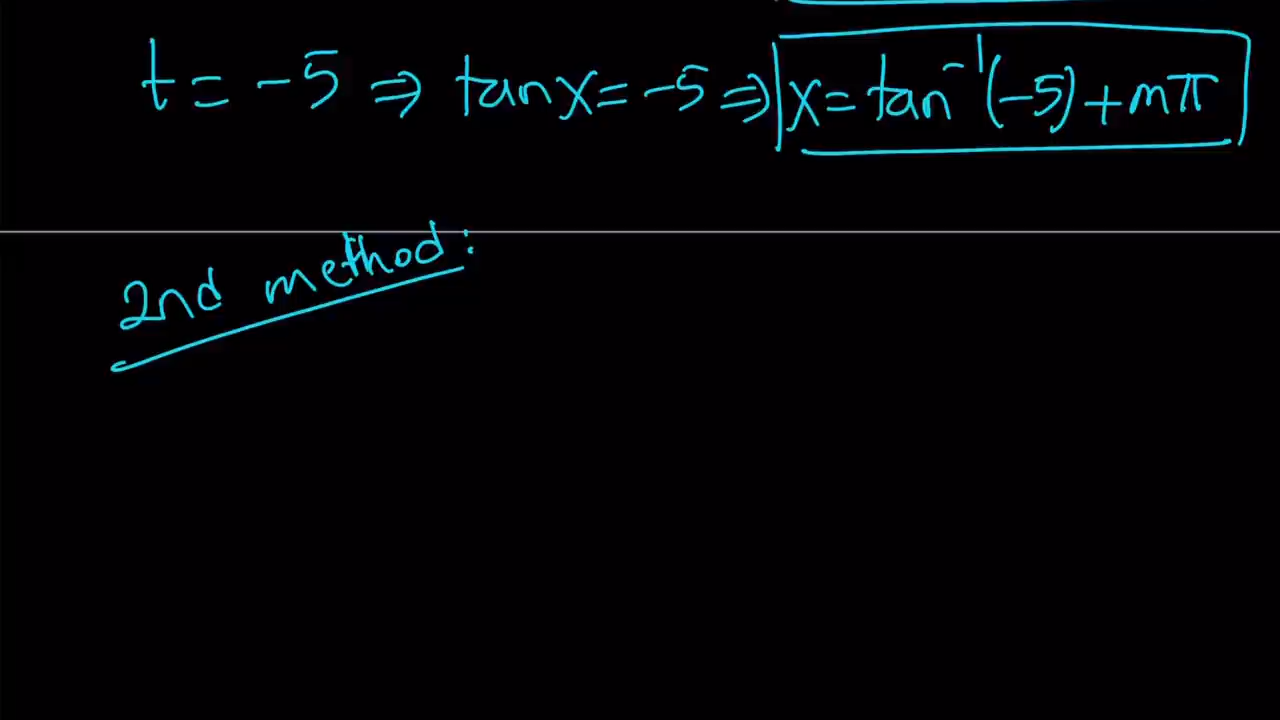 t = -5 ⇒ tan x = -5 ⇒ x = tan⁻¹(-5) + mπ
2nd method: